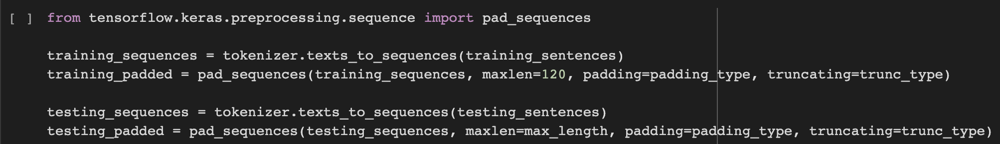 [ ] from tensorflow.keras.preprocessing.sequence import pad_sequences
training_sequences = tokenizer.texts_to_sequences(training_sentences)
training_padded = pad_sequences(training_sequences, maxlen=120, padding=padding_type, truncating=trunc_type)
testing_sequences = tokenizer.texts_to_sequences(testing_sentences)
testing_padded = pad_sequences(testing_sequences, maxlen=max_length, padding=padding_type, truncating=trunc_type)